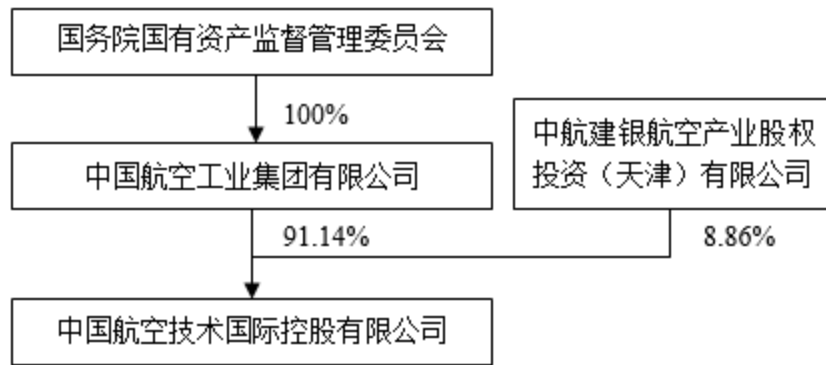 国务院国有资产监督管理委员会
100%
中国航空工业集团有限公司
中航建银航空产业股权
投资（天津）有限公司
91.14%
8.86%
中国航空技术国际控股有限公司